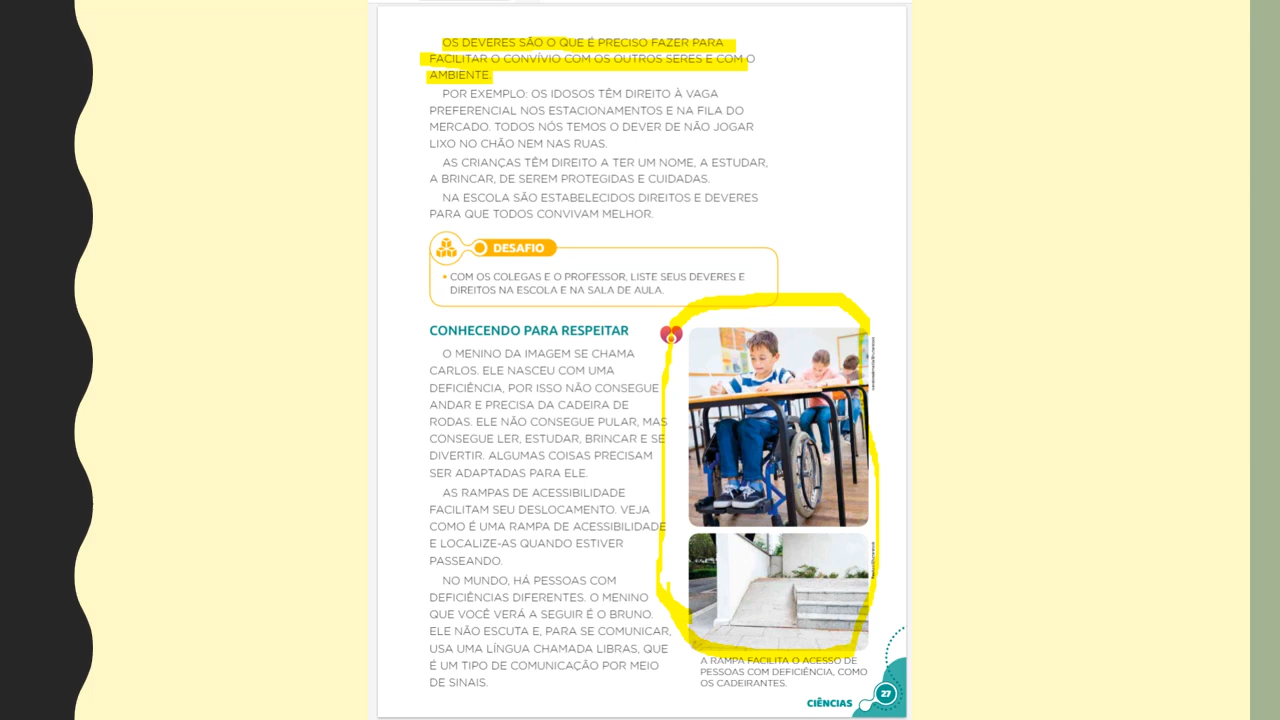 OS DEVERES SÃO O QUE É PRECISO FAZER PARA
FACILITAR O CONVÍVIO COM OS OUTROS SERES E COM O
AMBIENTE.
POR EXEMPLO: OS IDOSOS TÊM DIREITO À VAGA
PREFERENCIAL NOS ESTACIONAMENTOS E NA FILA DO
MERCADO. TODOS NÓS TEMOS O DEVER DE NÃO JOGAR
LIXO NO CHÃO NEM NAS RUAS.
AS CRIANÇAS TÊM DIREITO A TER UM NOME, A ESTUDAR,
A BRINCAR, DE SEREM PROTEGIDAS E CUIDADAS.
NA ESCOLA SÃO ESTABELECIDOS DIREITOS E DEVERES
PARA QUE TODOS CONVIVAM MELHOR.
DESAFIO
• COM OS COLEGAS E O PROFESSOR, LISTE SEUS DEVERES E
DIREITOS NA ESCOLA E NA SALA DE AULA.
CONHECENDO PARA RESPEITAR
O MENINO DA IMAGEM SE CHAMA
CARLOS. ELE NASCEU COM UMA
DEFICIÊNCIA, POR ISSO NÃO CONSEGUE
ANDAR E PRECISA DA CADEIRA DE
RODAS. ELE NÃO CONSEGUE PULAR, MAS
CONSEGUE LER, ESTUDAR, BRINCAR E SE
DIVERTIR. ALGUMAS COISAS PRECISAM
SER ADAPTADAS PARA ELE.
AS RAMPAS DE ACESSIBILIDADE
FACILITAM SEU DESLOCAMENTO. VEJA
COMO É UMA RAMPA DE ACESSIBILIDADE
E LOCALIZE-AS QUANDO ESTIVER
PASSEANDO.
NO MUNDO, HÁ PESSOAS COM
DEFICIÊNCIAS DIFERENTES. O MENINO
QUE VOCÊ VERÁ A SEGUIR É O BRUNO.
ELE NÃO ESCUTA E, PARA SE COMUNICAR,
USA UMA LÍNGUA CHAMADA LIBRAS, QUE
É UM TIPO DE COMUNICAÇÃO POR MEIO
DE SINAIS.
A RAMPA FACILITA O ACESSO DE
PESSOAS COM DEFICIÊNCIA, COMO
OS CADEIRANTES.
CIÊNCIAS
27